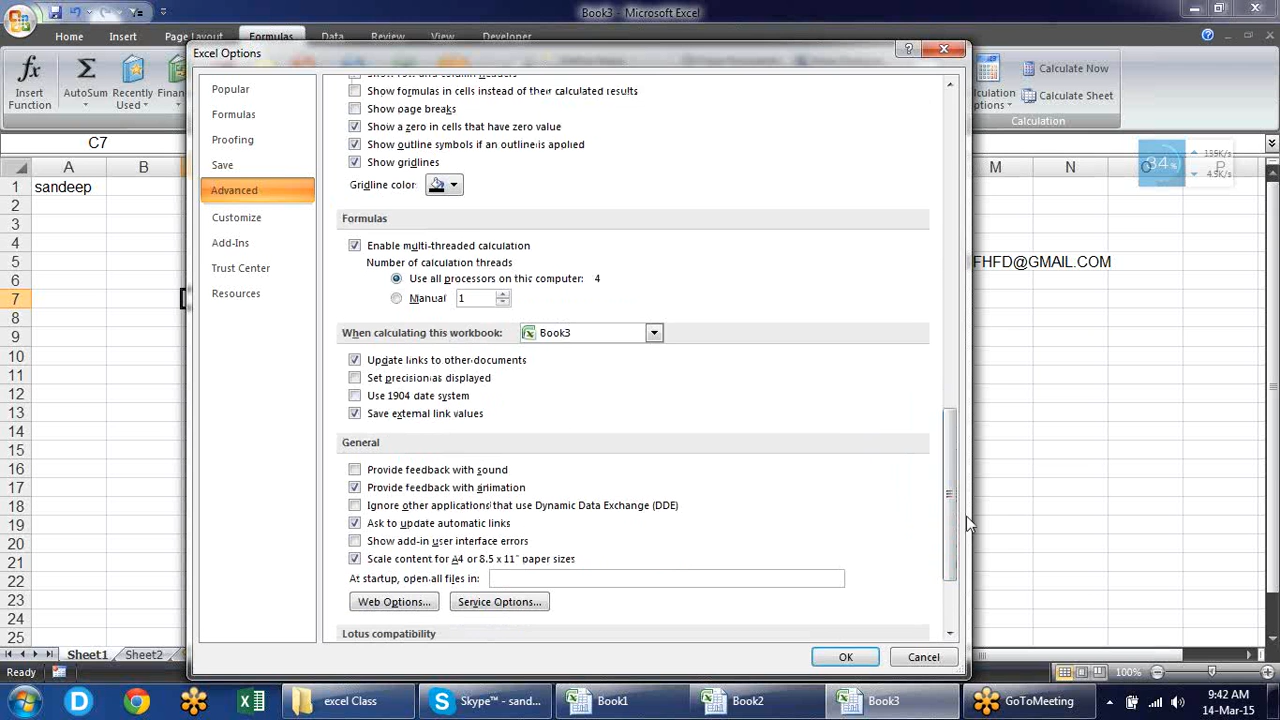 Book3 - Microsoft Excel
Home Insert Page Layout Formulas Data Review View Developer
Excel Options
Insert Function
AutoSum
Recently Used
Calculate Now
Calculate Sheet
Calculation
C7
Popular
Formulas
Proofing
Save
Advanced
Customize
Add-Ins
Trust Center
Resources
Show row and column headers
Show formulas in cells instead of their calculated results
Show page breaks
Show a zero in cells that have zero value
Show outline symbols if an outline is applied
Show gridlines
Gridline color:
Formulas
Enable multi-threaded calculation
Number of calculation threads
Use all processors on this computer: 4
Manual 1
When calculating this workbook: Book3
Update links to other documents
Set precision as displayed
Use 1904 date system
Save external link values
General
Provide feedback with sound
Provide feedback with animation
Ignore other applications that use Dynamic Data Exchange (DDE)
Ask to update automatic links
Show add-in user interface errors
Scale content for A4 or 8.5 x 11" paper sizes
At startup, open all files in:
Web Options... Service Options...
Lotus compatibility
OK Cancel
A B M N O P
34%
4.5K/s
1 sandeep
2
3
4
5 FHFD@GMAIL.COM
6
7
8
9
10
11
12
13
14
15
16
17
18
19
20
21
22
23
24
25
Sheet1 Sheet2
Ready 100%
excel Class Skype™ - sand... Book1 Book2 Book3 GoToMeeting
9:42 AM
14-Mar-15